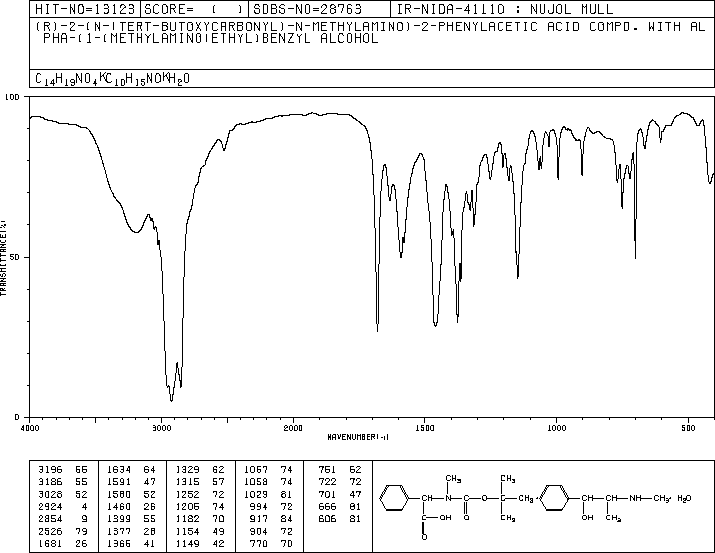 HIT-NO=13123 SCORE= ( ) SDBS-NO=28763 IR-NIDA-41110 : NUJOL MULL
(R)-2-(N-(TERT-BUTOXYCARBONYL)-N-METHYLAMINO)-2-PHENYLACETIC ACID COMPD. WITH AL
PHA-(1-(METHYLAMINO)ETHYL)BENZYL ALCOHOL
C14H19NO4KC10H15NOKH2O
100
TRANSMITTANCE(%)
50
0
4000 3000 2000 1500 1000 500
WAVENUMBER(-1)
3196 55 1634 64 1329 62 1067 74 751 62
3186 55 1591 47 1315 57 1058 74 722 72
3028 52 1580 52 1252 72 1029 81 701 47
2924 4 1460 26 1205 74 994 72 666 81
2854 9 1399 55 1182 70 917 84 606 81
2526 79 1377 28 1154 49 904 72
1681 26 1366 41 1149 42 770 70
CH3 CH3
CH-N-C-O-C-CH3 · CH-CH-NH-CH3 · H2O
C-OH O CH3 OH CH3
O